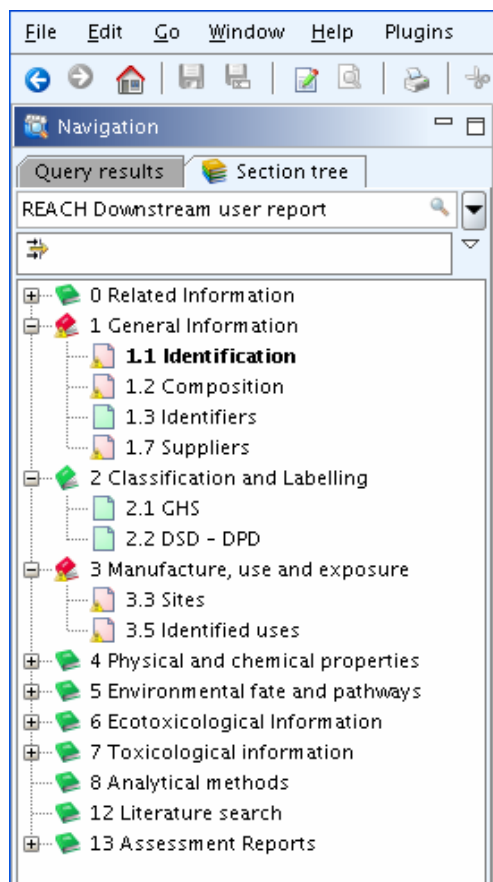 File Edit Go Window Help Plugins
Navigation
Query results Section tree
REACH Downstream user report
0 Related Information
1 General Information
1.1 Identification
1.2 Composition
1.3 Identifiers
1.7 Suppliers
2 Classification and Labelling
2.1 GHS
2.2 DSD - DPD
3 Manufacture, use and exposure
3.3 Sites
3.5 Identified uses
4 Physical and chemical properties
5 Environmental fate and pathways
6 Ecotoxicological Information
7 Toxicological information
8 Analytical methods
12 Literature search
13 Assessment Reports